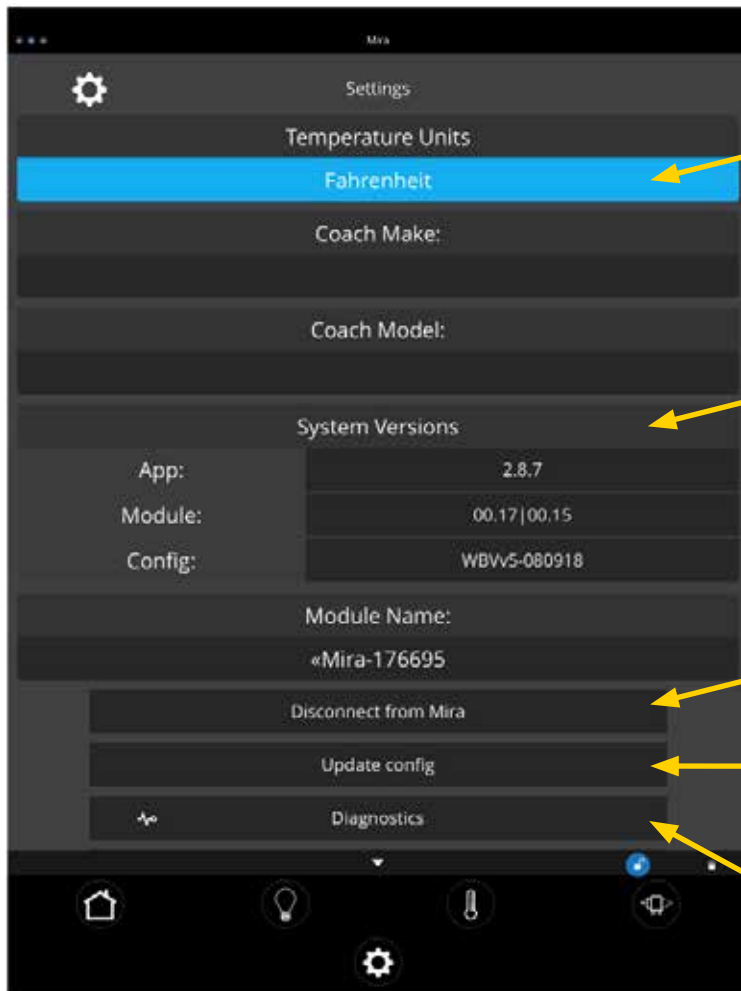 Mira
Settings
Temperature Units
Fahrenheit
Coach Make:
Coach Model:
System Versions
App: 2.8.7
Module: 00.17|00.15
Config: WBVv5-080918
Module Name:
«Mira-176695
Disconnect from Mira
Update config
Diagnostics